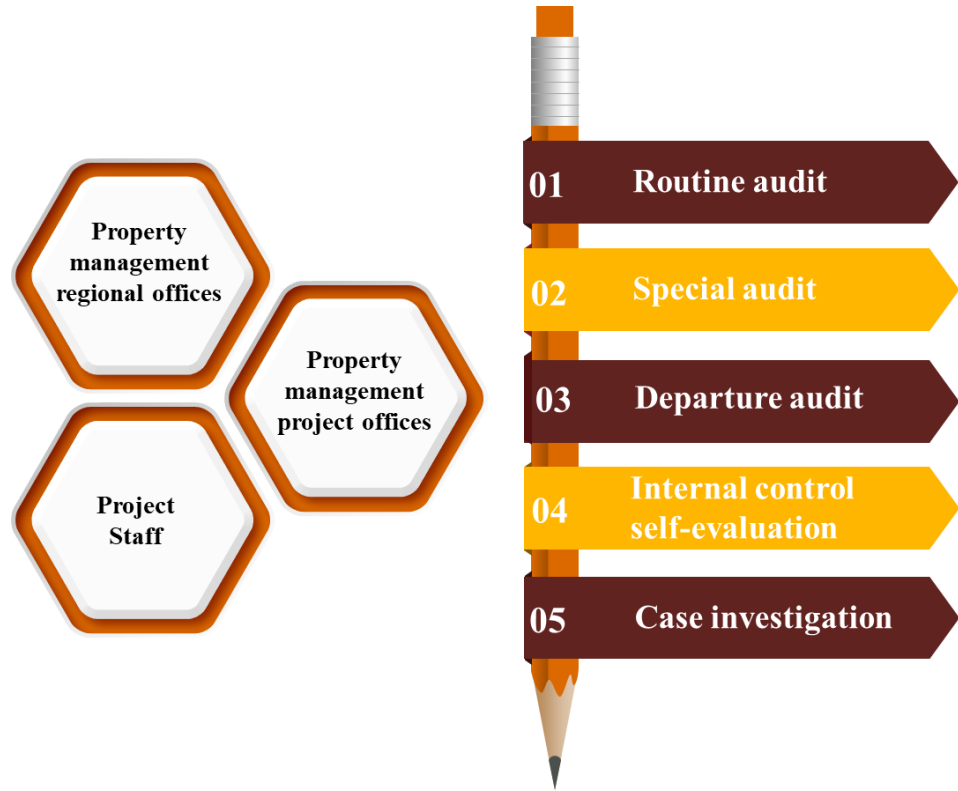 Property
management
regional offices
Property
management
project offices
Project
Staff
01 Routine audit
02 Special audit
03 Departure audit
04 Internal control
self-evaluation
05 Case investigation